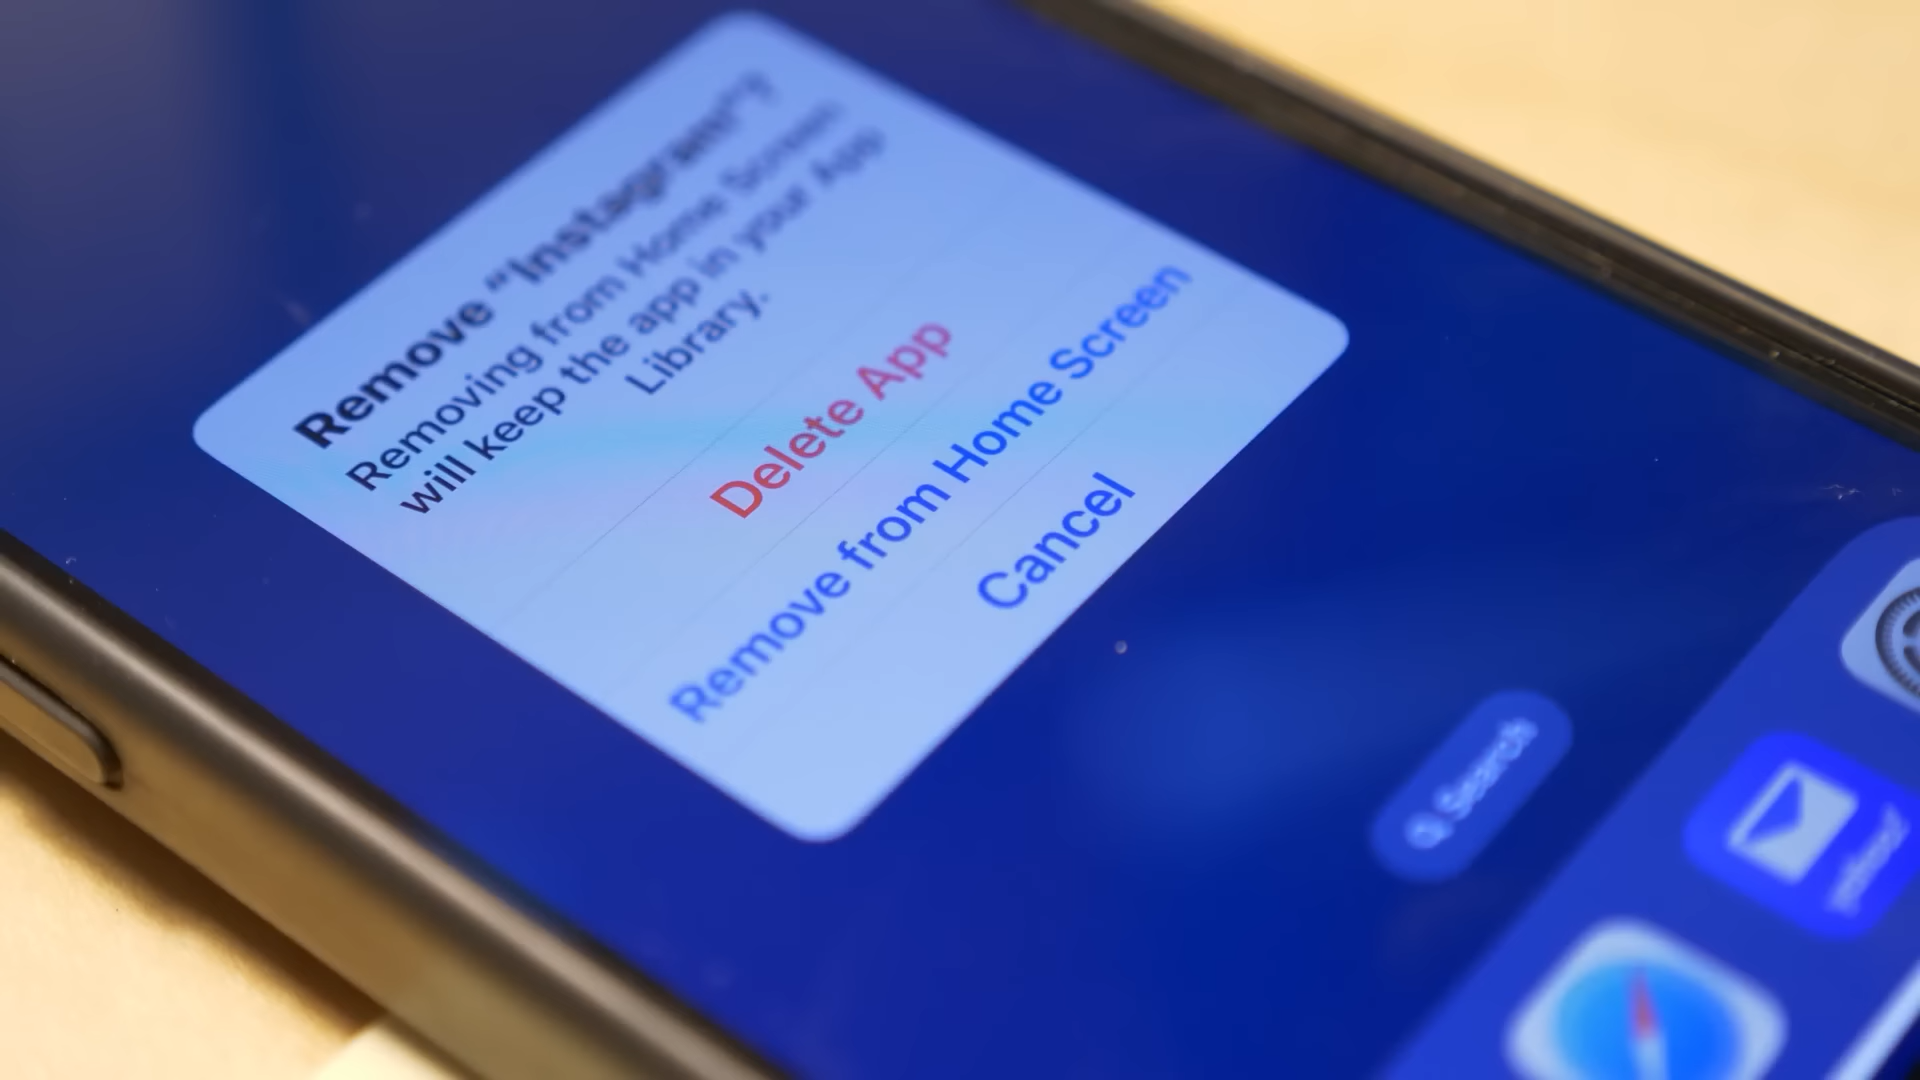 Remove “Instagram”?
Removing from Home Screen
will keep the app in your App
Library.
Delete App
Remove from Home Screen
Cancel
Search
yahoo!